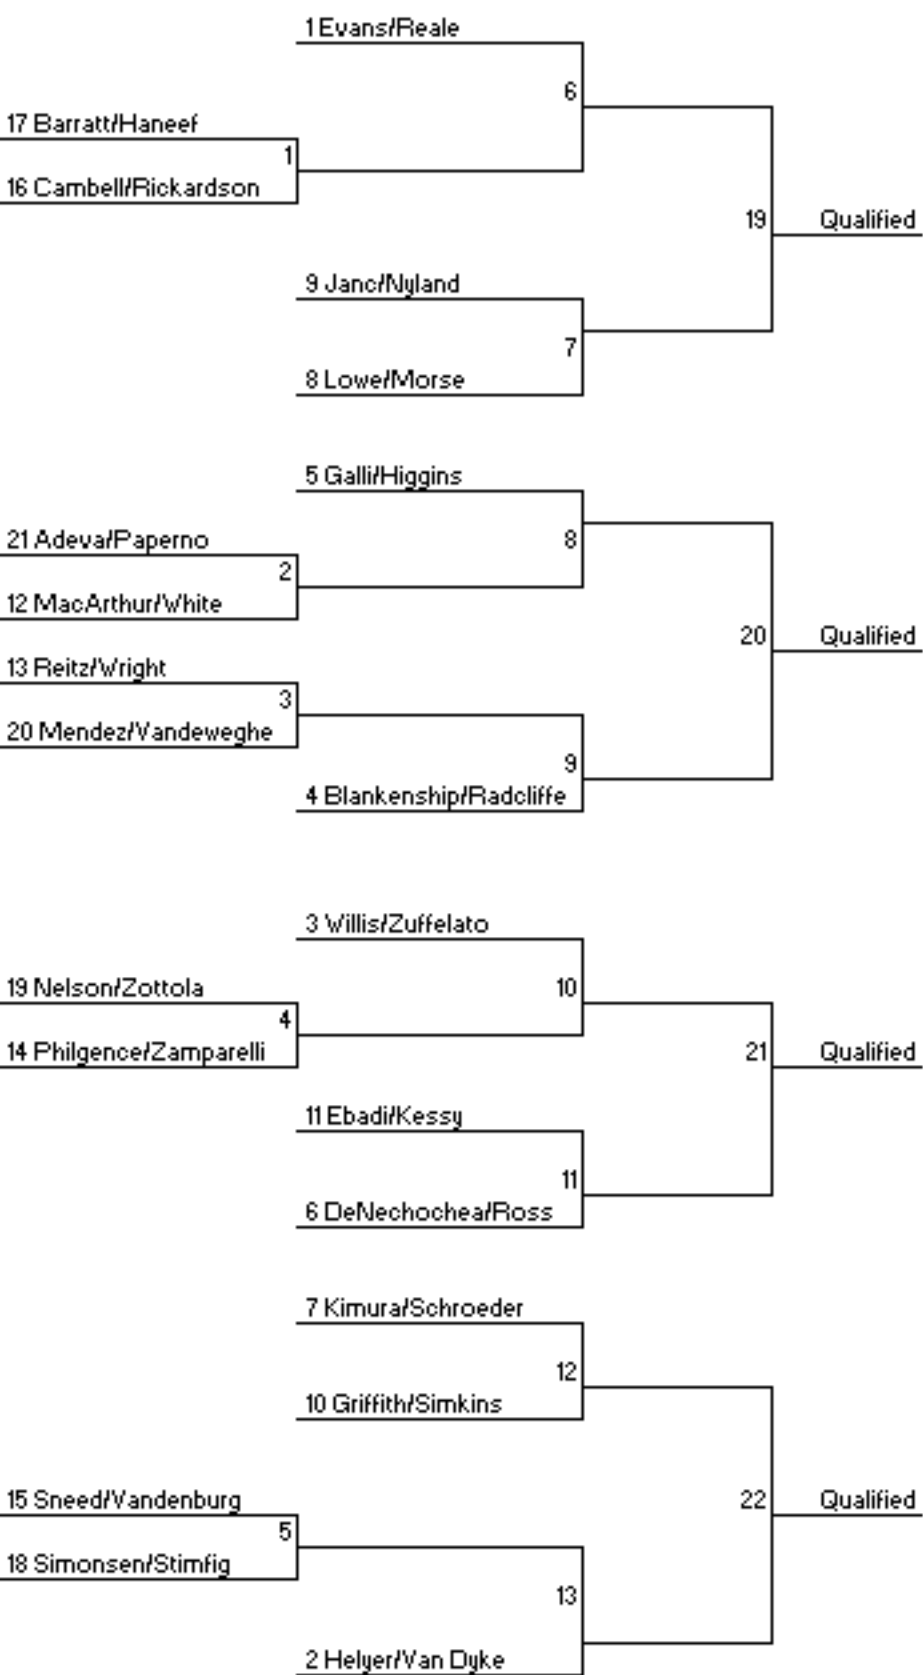 1 Evans/Reale
6
17 Barratt/Haneef
1
16 Cambell/Rickardson
19 Qualified
9 Janc/Nyland
7
8 Lowe/Morse
5 Galli/Higgins
21 Adeva/Paperno
8
2
12 MacArthur/White
20 Qualified
13 Reitz/Wright
3
20 Mendez/Vandeweghe
9
4 Blankenship/Radcliffe
3 Willis/Zuffelato
19 Nelson/Zottola
10
4
14 Philgence/Zamparelli
21 Qualified
11 Ebadi/Kessy
11
6 DeNechochea/Ross
7 Kimura/Schroeder
12
10 Griffith/Simkins
15 Sneed/Vandenburg
22 Qualified
5
18 Simonsen/Stimfig
13
2 Helyer/Van Dyke